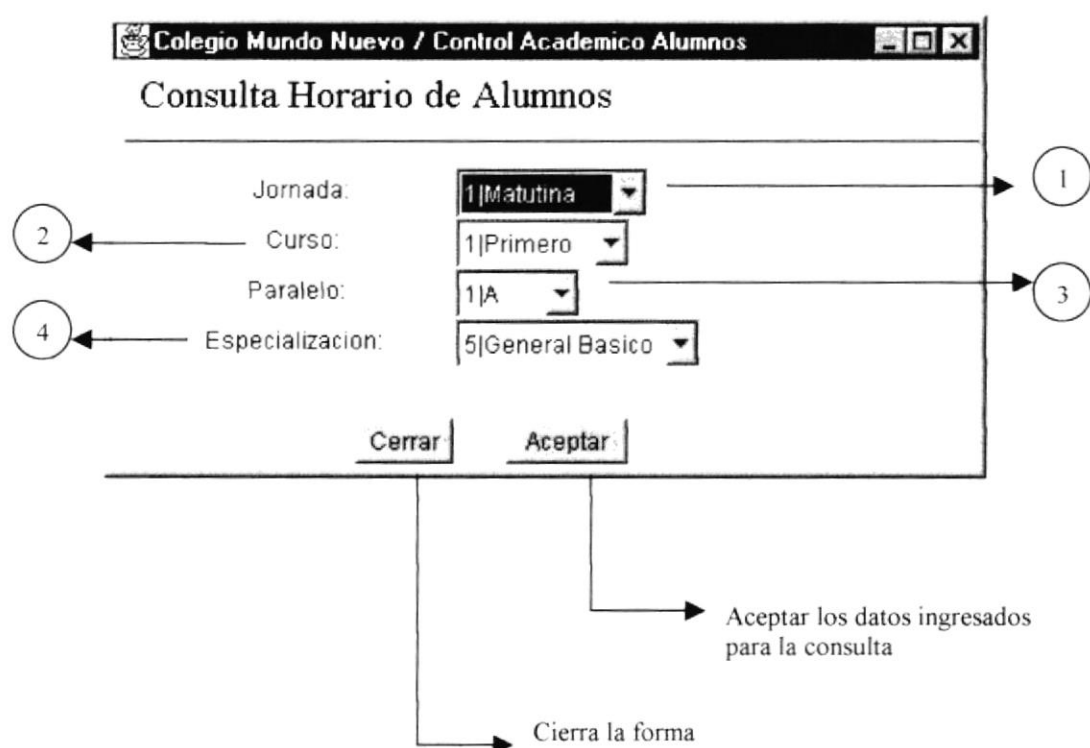 Colegio Mundo Nuevo / Control Academico Alumnos
Consulta Horario de Alumnos
Jornada: 1|Matutina 1
2 Curso: 1|Primero
Paralelo: 1|A 3
4 Especializacion: 5|General Basico
Cerrar Aceptar
Aceptar los datos ingresados
para la consulta
Cierra la forma